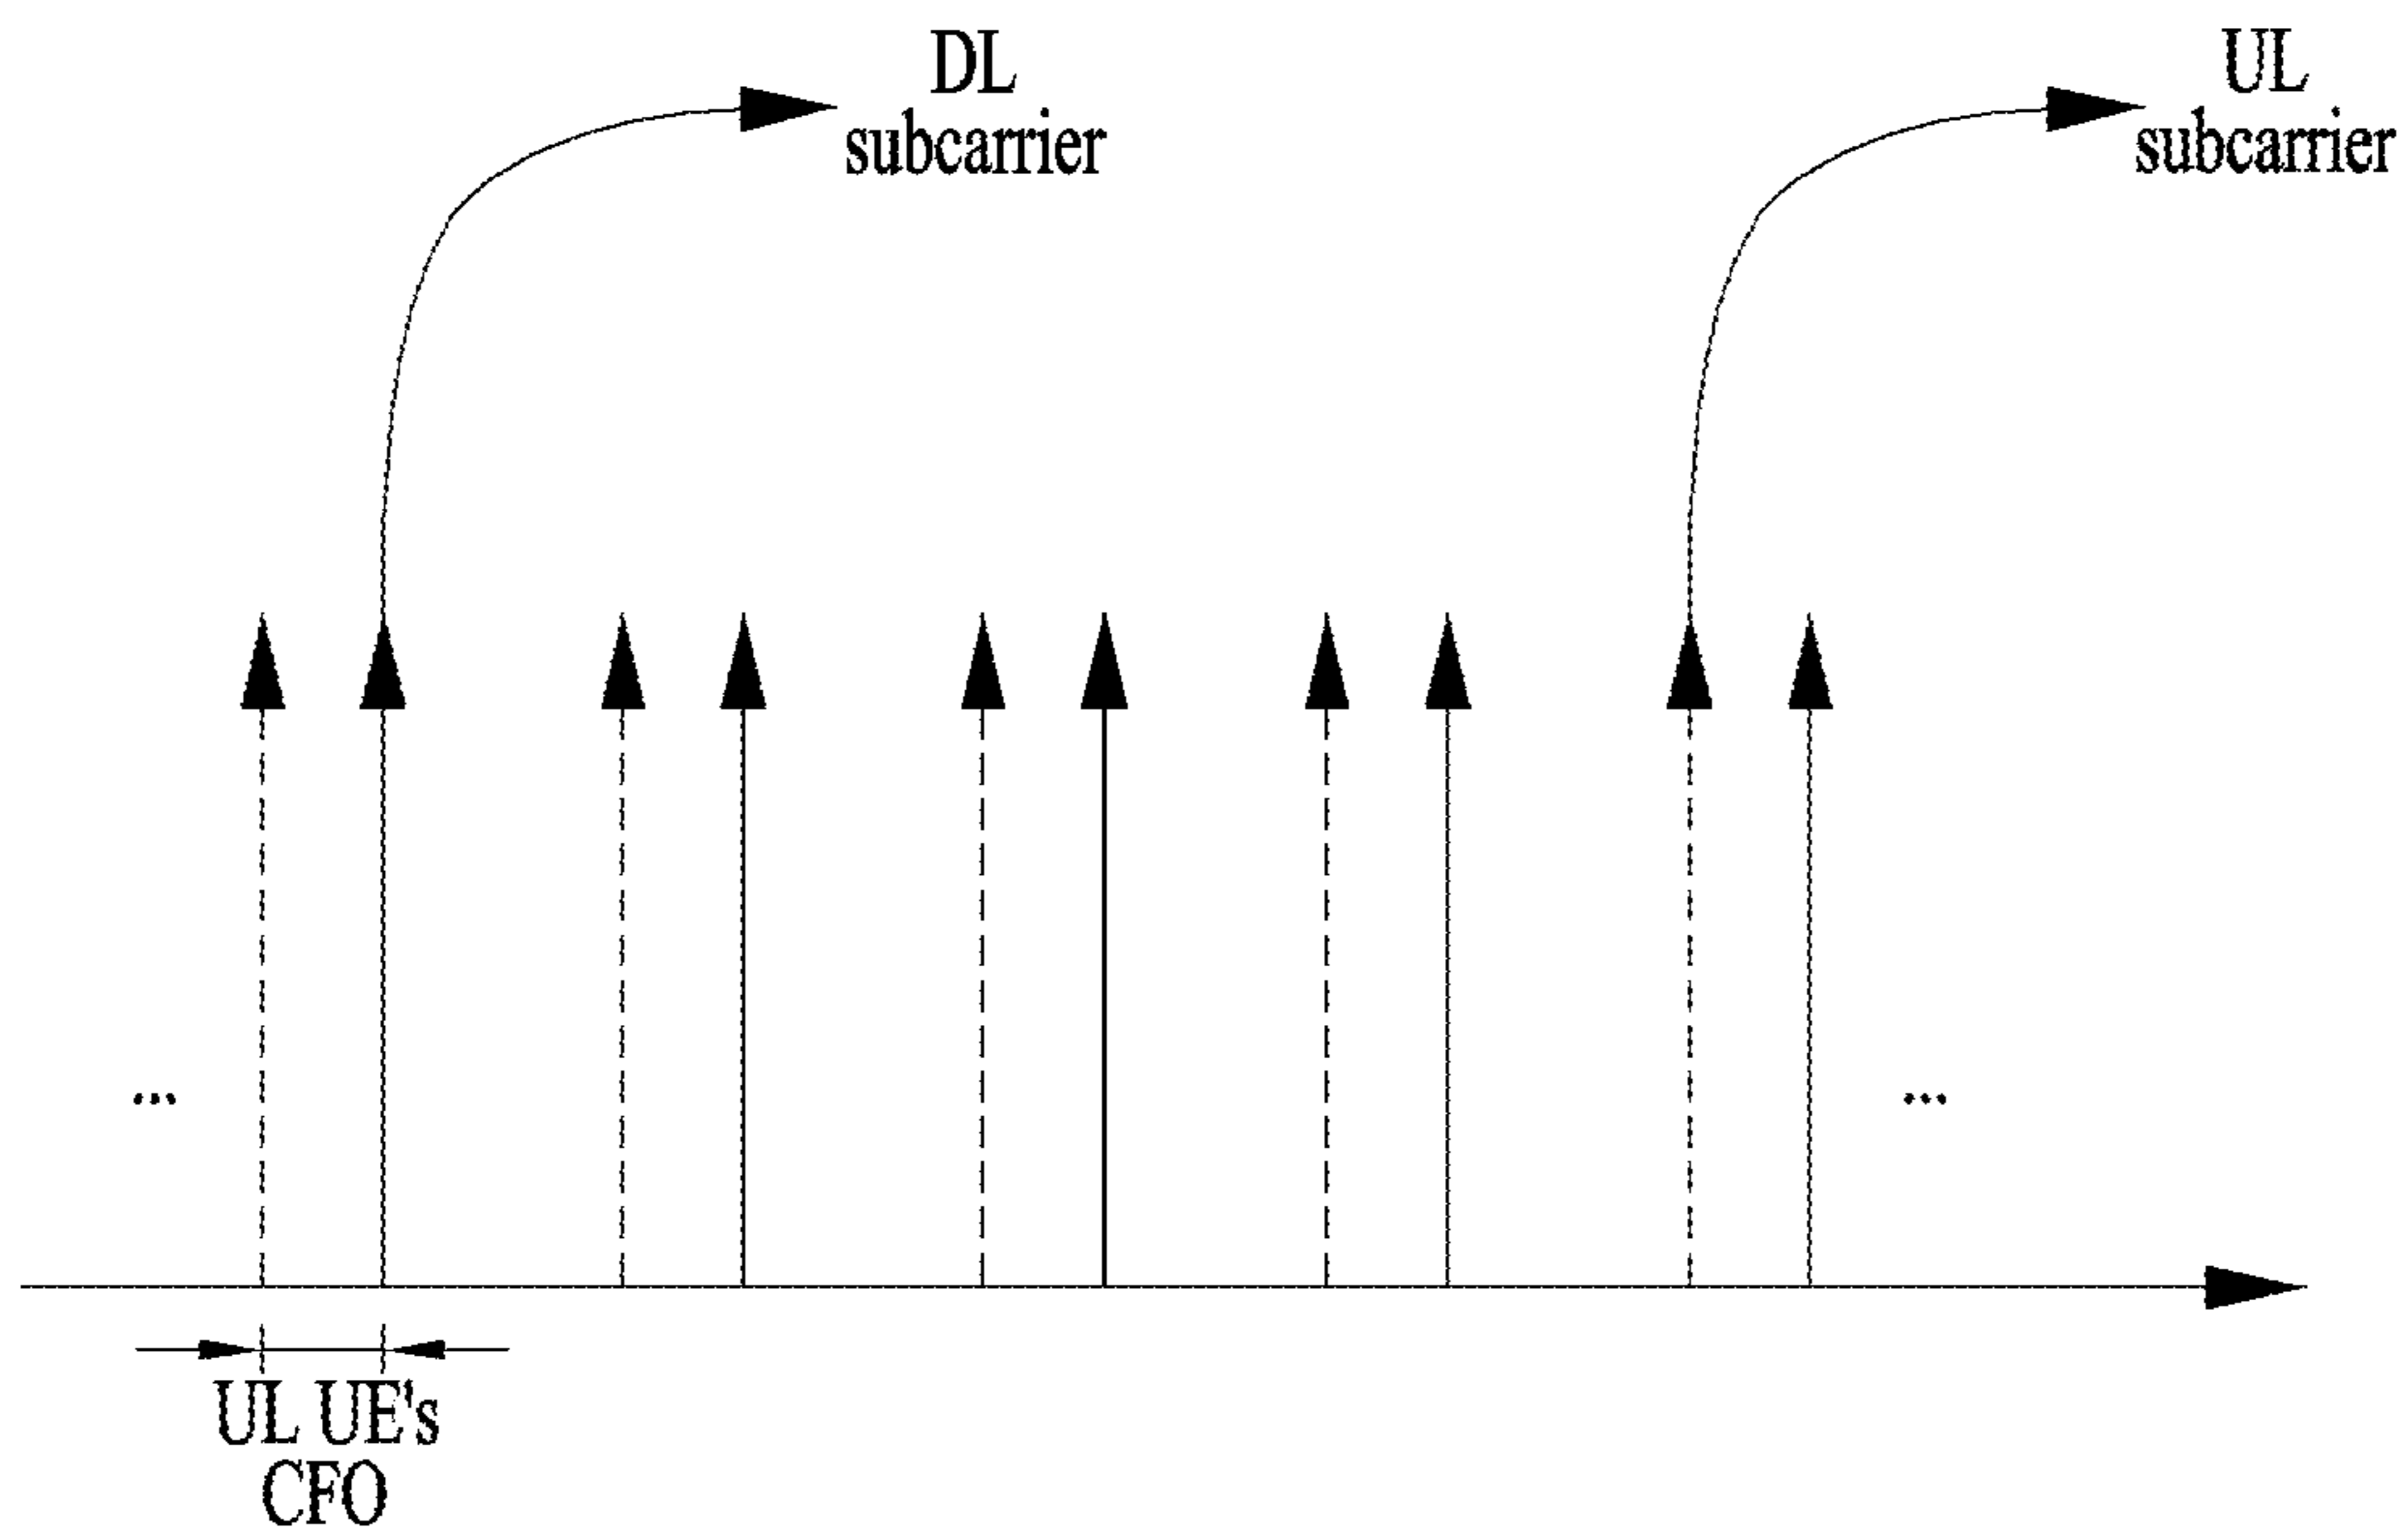 DL
subcarrier
UL
subcarrier
...
...
UL UE's
CFO